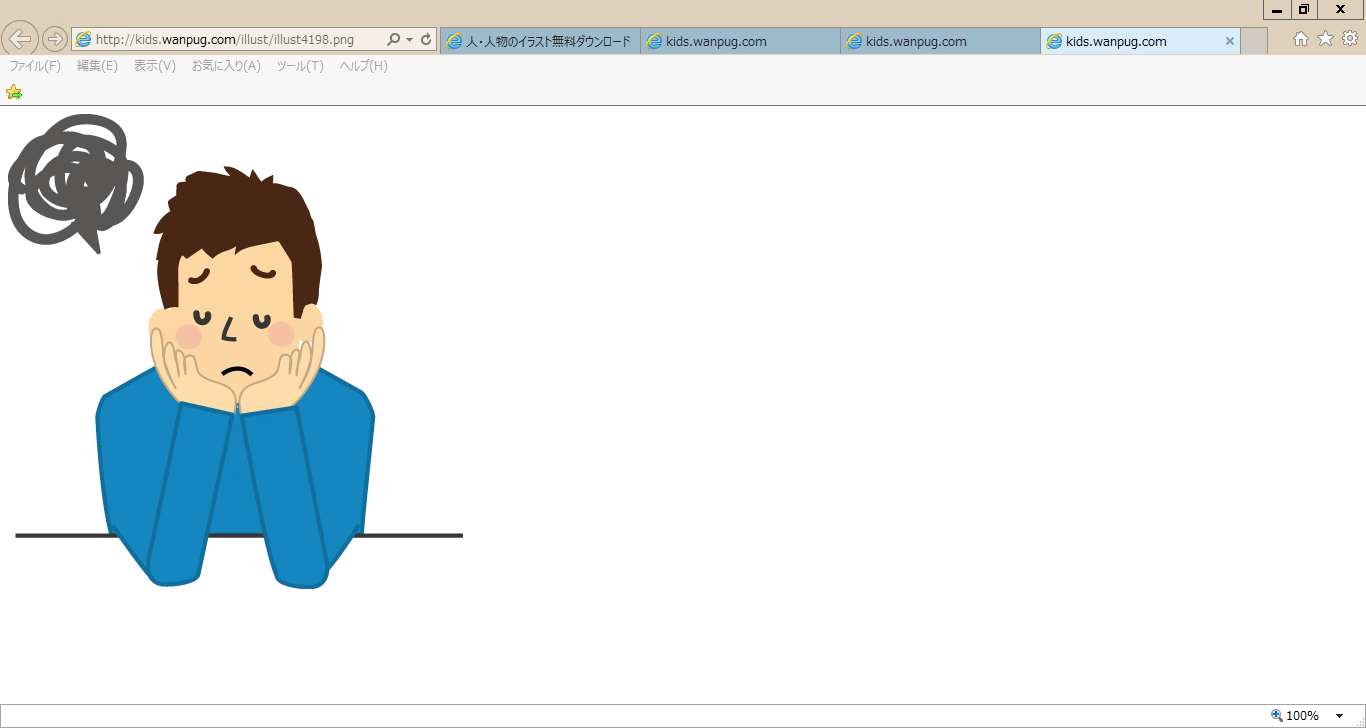 http://kids.wanpug.com/illust/illust4198.png
人・人物のイラスト無料ダウンロード
kids.wanpug.com
kids.wanpug.com
kids.wanpug.com
ファイル(F) 編集(E) 表示(V) お気に入り(A) ツール(T) ヘルプ(H)
100%